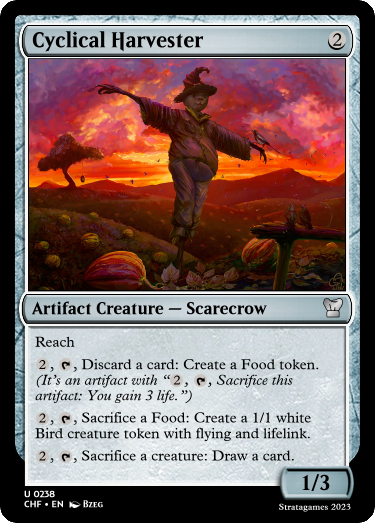 Cyclical Harvester 2
Artifact Creature — Scarecrow
Reach
2, , Discard a card: Create a Food token.
(It's an artifact with “2, , Sacrifice this
artifact: You gain 3 life.”)
2, , Sacrifice a Food: Create a 1/1 white
Bird creature token with flying and lifelink.
2, , Sacrifice a creature: Draw a card.
1/3
U 0238
CHF • EN Bzeg
Stratagames 2023